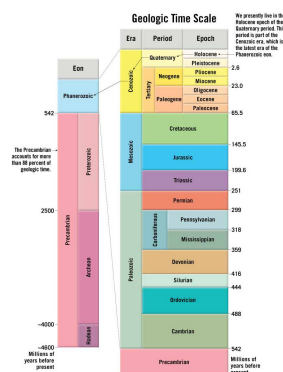 Geologic Time Scale
We presently live in the
Holocene epoch of the
Quaternary period. This
period is part of the
Cenozoic era, which is
the latest era of the
Phanerozoic eon.
Era
Period
Epoch
Eon
Phanerozoic
542
The Precambrian
accounts for more
than 88 percent of
geologic time.
Precambrian
Proterozoic
2500
Archean
~4000
Hadean
~4600
Millions of
years before
present
Cenozoic
Quaternary
Holocene
Pleistocene
2.6
Tertiary
Neogene
Pliocene
Miocene
23.0
Paleogene
Oligocene
Eocene
Paleocene
65.5
Mesozoic
Cretaceous
145.5
Jurassic
199.6
Triassic
251
Paleozoic
Permian
299
Carboniferous
Pennsylvanian
318
Mississippian
359
Devonian
416
Silurian
444
Ordovician
488
Cambrian
542
Precambrian
Millions of
years before
present